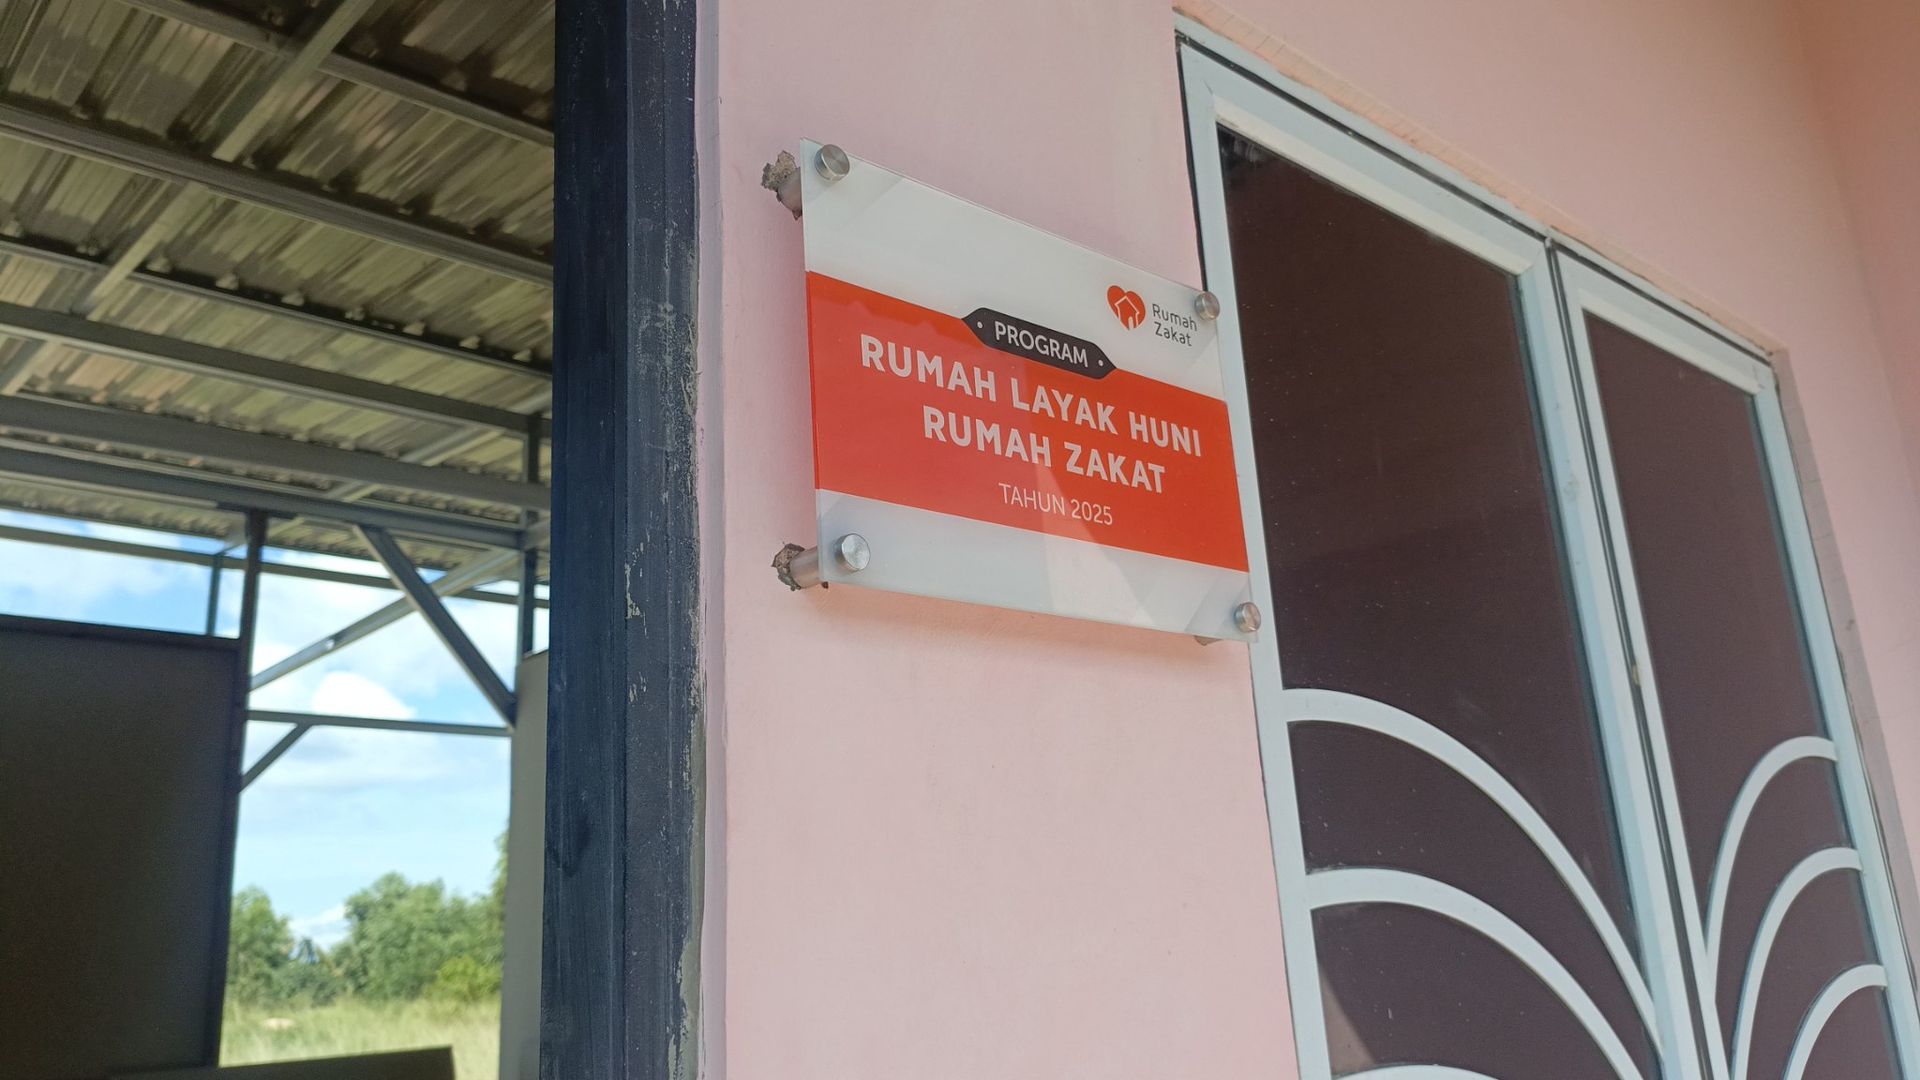 Rumah
Zakat
PROGRAM
RUMAH LAYAK HUNI
RUMAH ZAKAT
TAHUN 2025